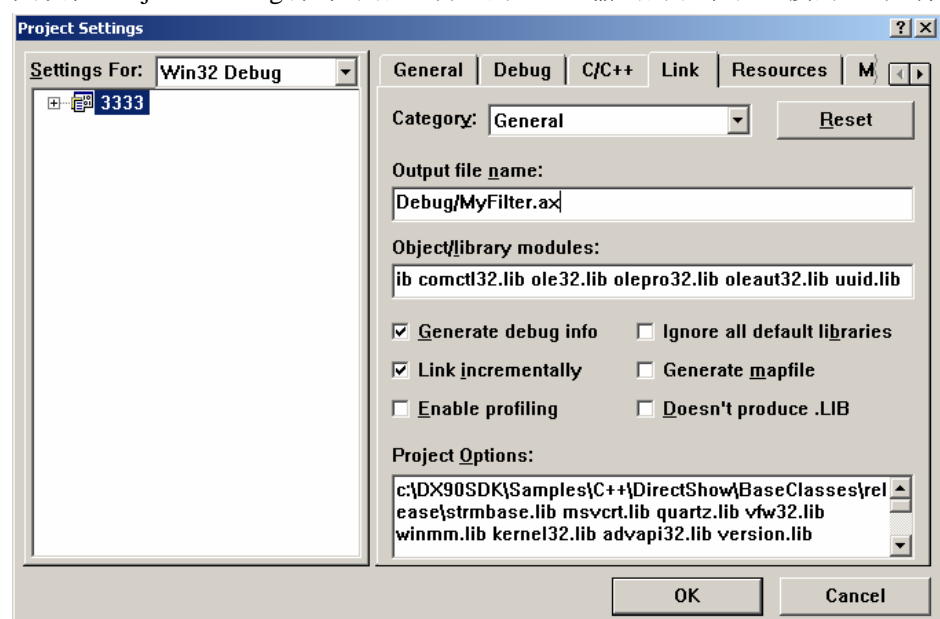 Project Settings
Settings For: Win32 Debug
3333
General Debug C/C++ Link Resources M
Category: General Reset
Output file name:
Debug/MyFilter.ax
Object/library modules:
ib comctl32.lib ole32.lib olepro32.lib oleaut32.lib uuid.lib
Generate debug info Ignore all default libraries
Link incrementally Generate mapfile
Enable profiling Doesn't produce .LIB
Project Options:
c:\DX90SDK\Samples\C++\DirectShow\BaseClasses\rel
ease\strmbase.lib msvcrt.lib quartz.lib vfw32.lib
winmm.lib kernel32.lib advapi32.lib version.lib
OK Cancel